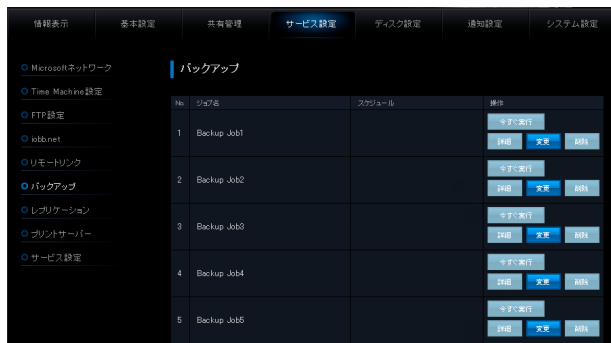 情報表示 基本設定 共有管理 サービス設定 ディスク設定 通知設定 システム設定
Microsoftネットワーク
Time Machine設定
FTP設定
iobb.net
リモートリンク
バックアップ
レプリケーション
プリントサーバー
サービス設定
バックアップ
No ジョブ名 スケジュール 操作
1 Backup Job1
今すぐ実行
詳細 変更 削除
2 Backup Job2
今すぐ実行
詳細 変更 削除
3 Backup Job3
今すぐ実行
詳細 変更 削除
4 Backup Job4
今すぐ実行
詳細 変更 削除
5 Backup Job5
今すぐ実行
詳細 変更 削除